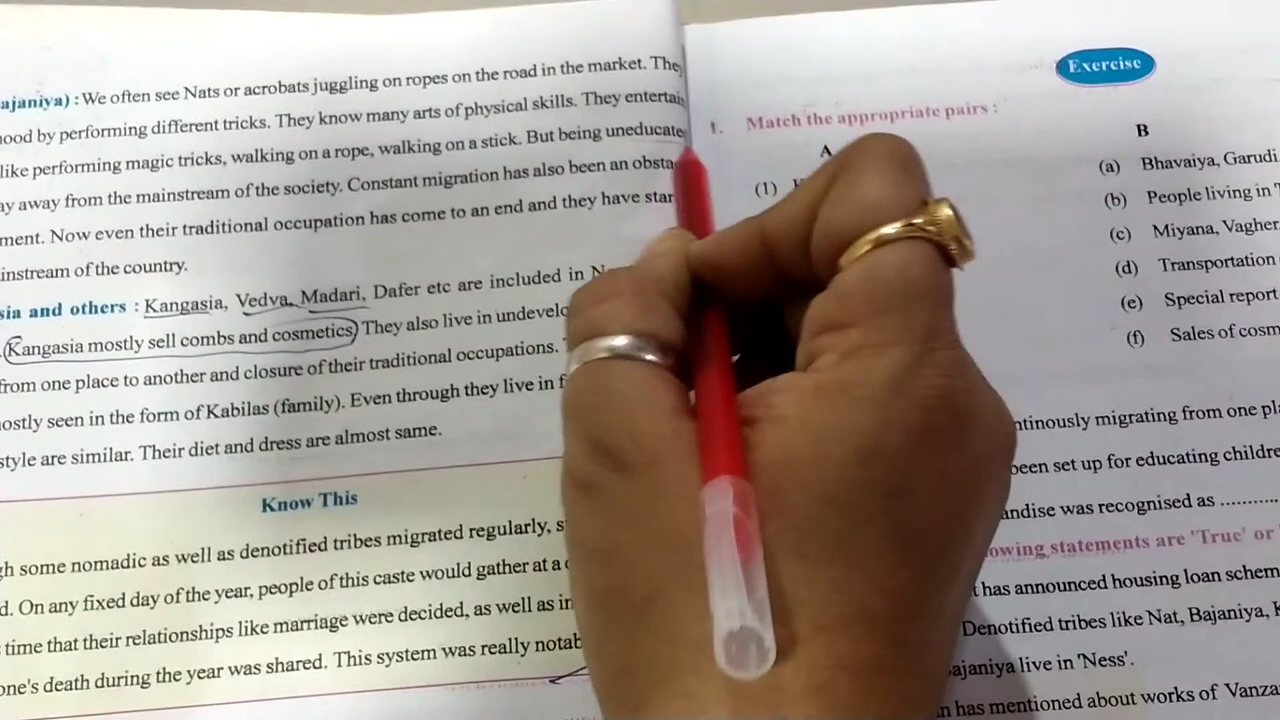 ajaniya) : We often see Nats or acrobats juggling on ropes on the road in the market. They
hood by performing different tricks. They know many arts of physical skills. They entertain
like performing magic tricks, walking on a rope, walking on a stick. But being uneducate
ay away from the mainstream of the society. Constant migration has also been an obsta
ment. Now even their traditional occupation has come to an end and they have star
instream of the country.
sia and others : Kangasia, Vedva, Madari, Dafer etc are included in N
Kangasia mostly sell combs and cosmetics. They also live in undevelo
from one place to another and closure of their traditional occupations.
ostly seen in the form of Kabilas (family). Even through they live in f
style are similar. Their diet and dress are almost same.
Know This
gh some nomadic as well as denotified tribes migrated regularly, s
d. On any fixed day of the year, people of this caste would gather at a
time that their relationships like marriage were decided, as well as in
one's death during the year was shared. This system was really notab
Exercise
1. Match the appropriate pairs :
A
B
(1)
(a) Bhavaiya, Garudi
(b) People living in
(c) Miyana, Vagher
(d) Transportation
(e) Special report
(f) Sales of cosm
ntinously migrating from one pla
been set up for educating childre
andise was recognised as ..........
owing statements are 'True' or
t has announced housing loan schem
Denotified tribes like Nat, Bajaniya, K
ajaniya live in 'Ness'.
n has mentioned about works of Vanza